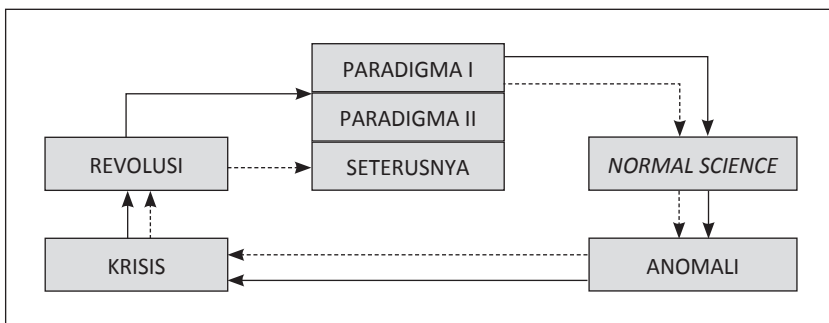 PARADIGMA I
PARADIGMA II
REVOLUSI
SETERUSNYA
NORMAL SCIENCE
KRISIS
ANOMALI